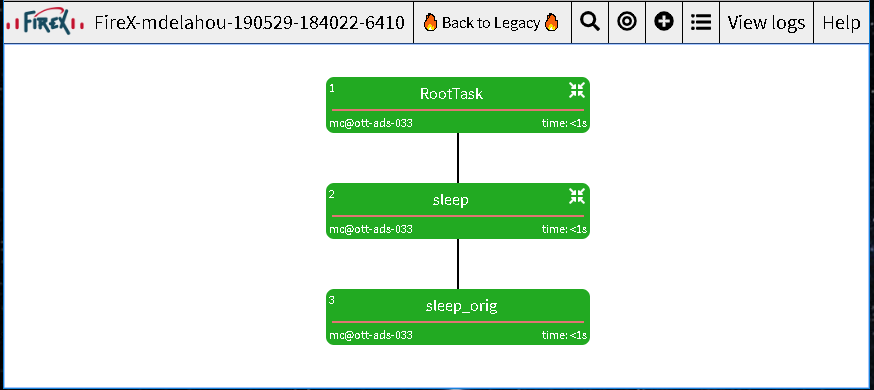 FIREX FireX-mdelahou-190529-184022-6410 Back to Legacy View logs Help
1 RootTask
mc@ott-ads-033 time: <1s
2 sleep
mc@ott-ads-033 time: <1s
3 sleep_orig
mc@ott-ads-033 time: <1s